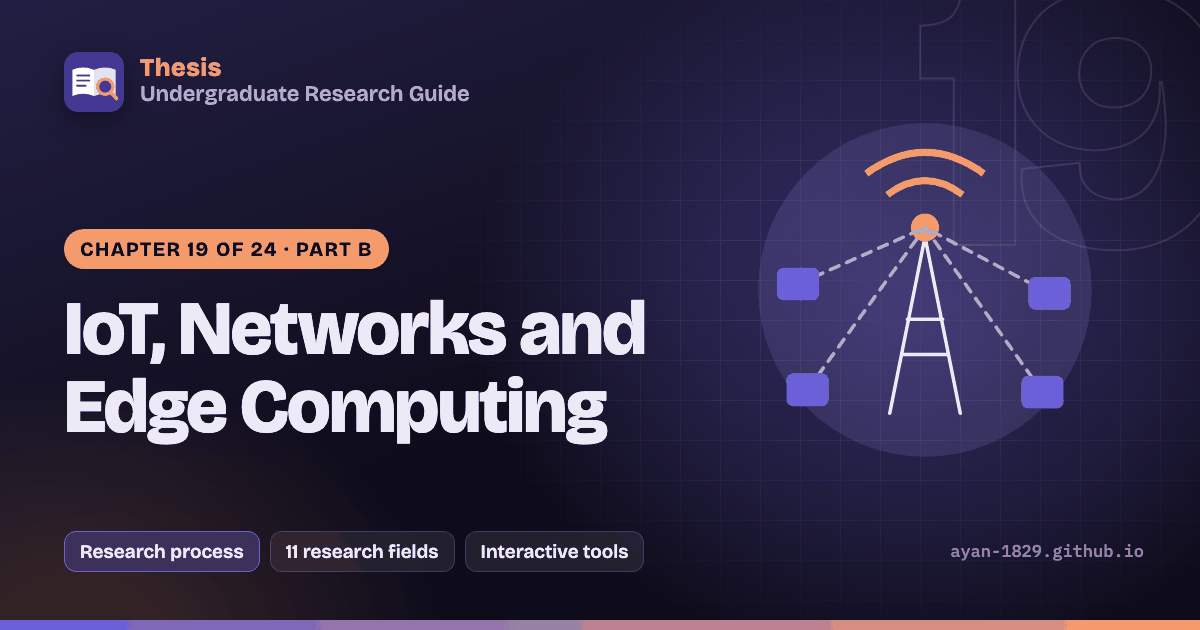 19
Thesis
Undergraduate Research Guide
CHAPTER 19 OF 24 · PART B
IoT, Networks and
Edge Computing
Research process
11 research fields
Interactive tools
ayan-1829.github.io